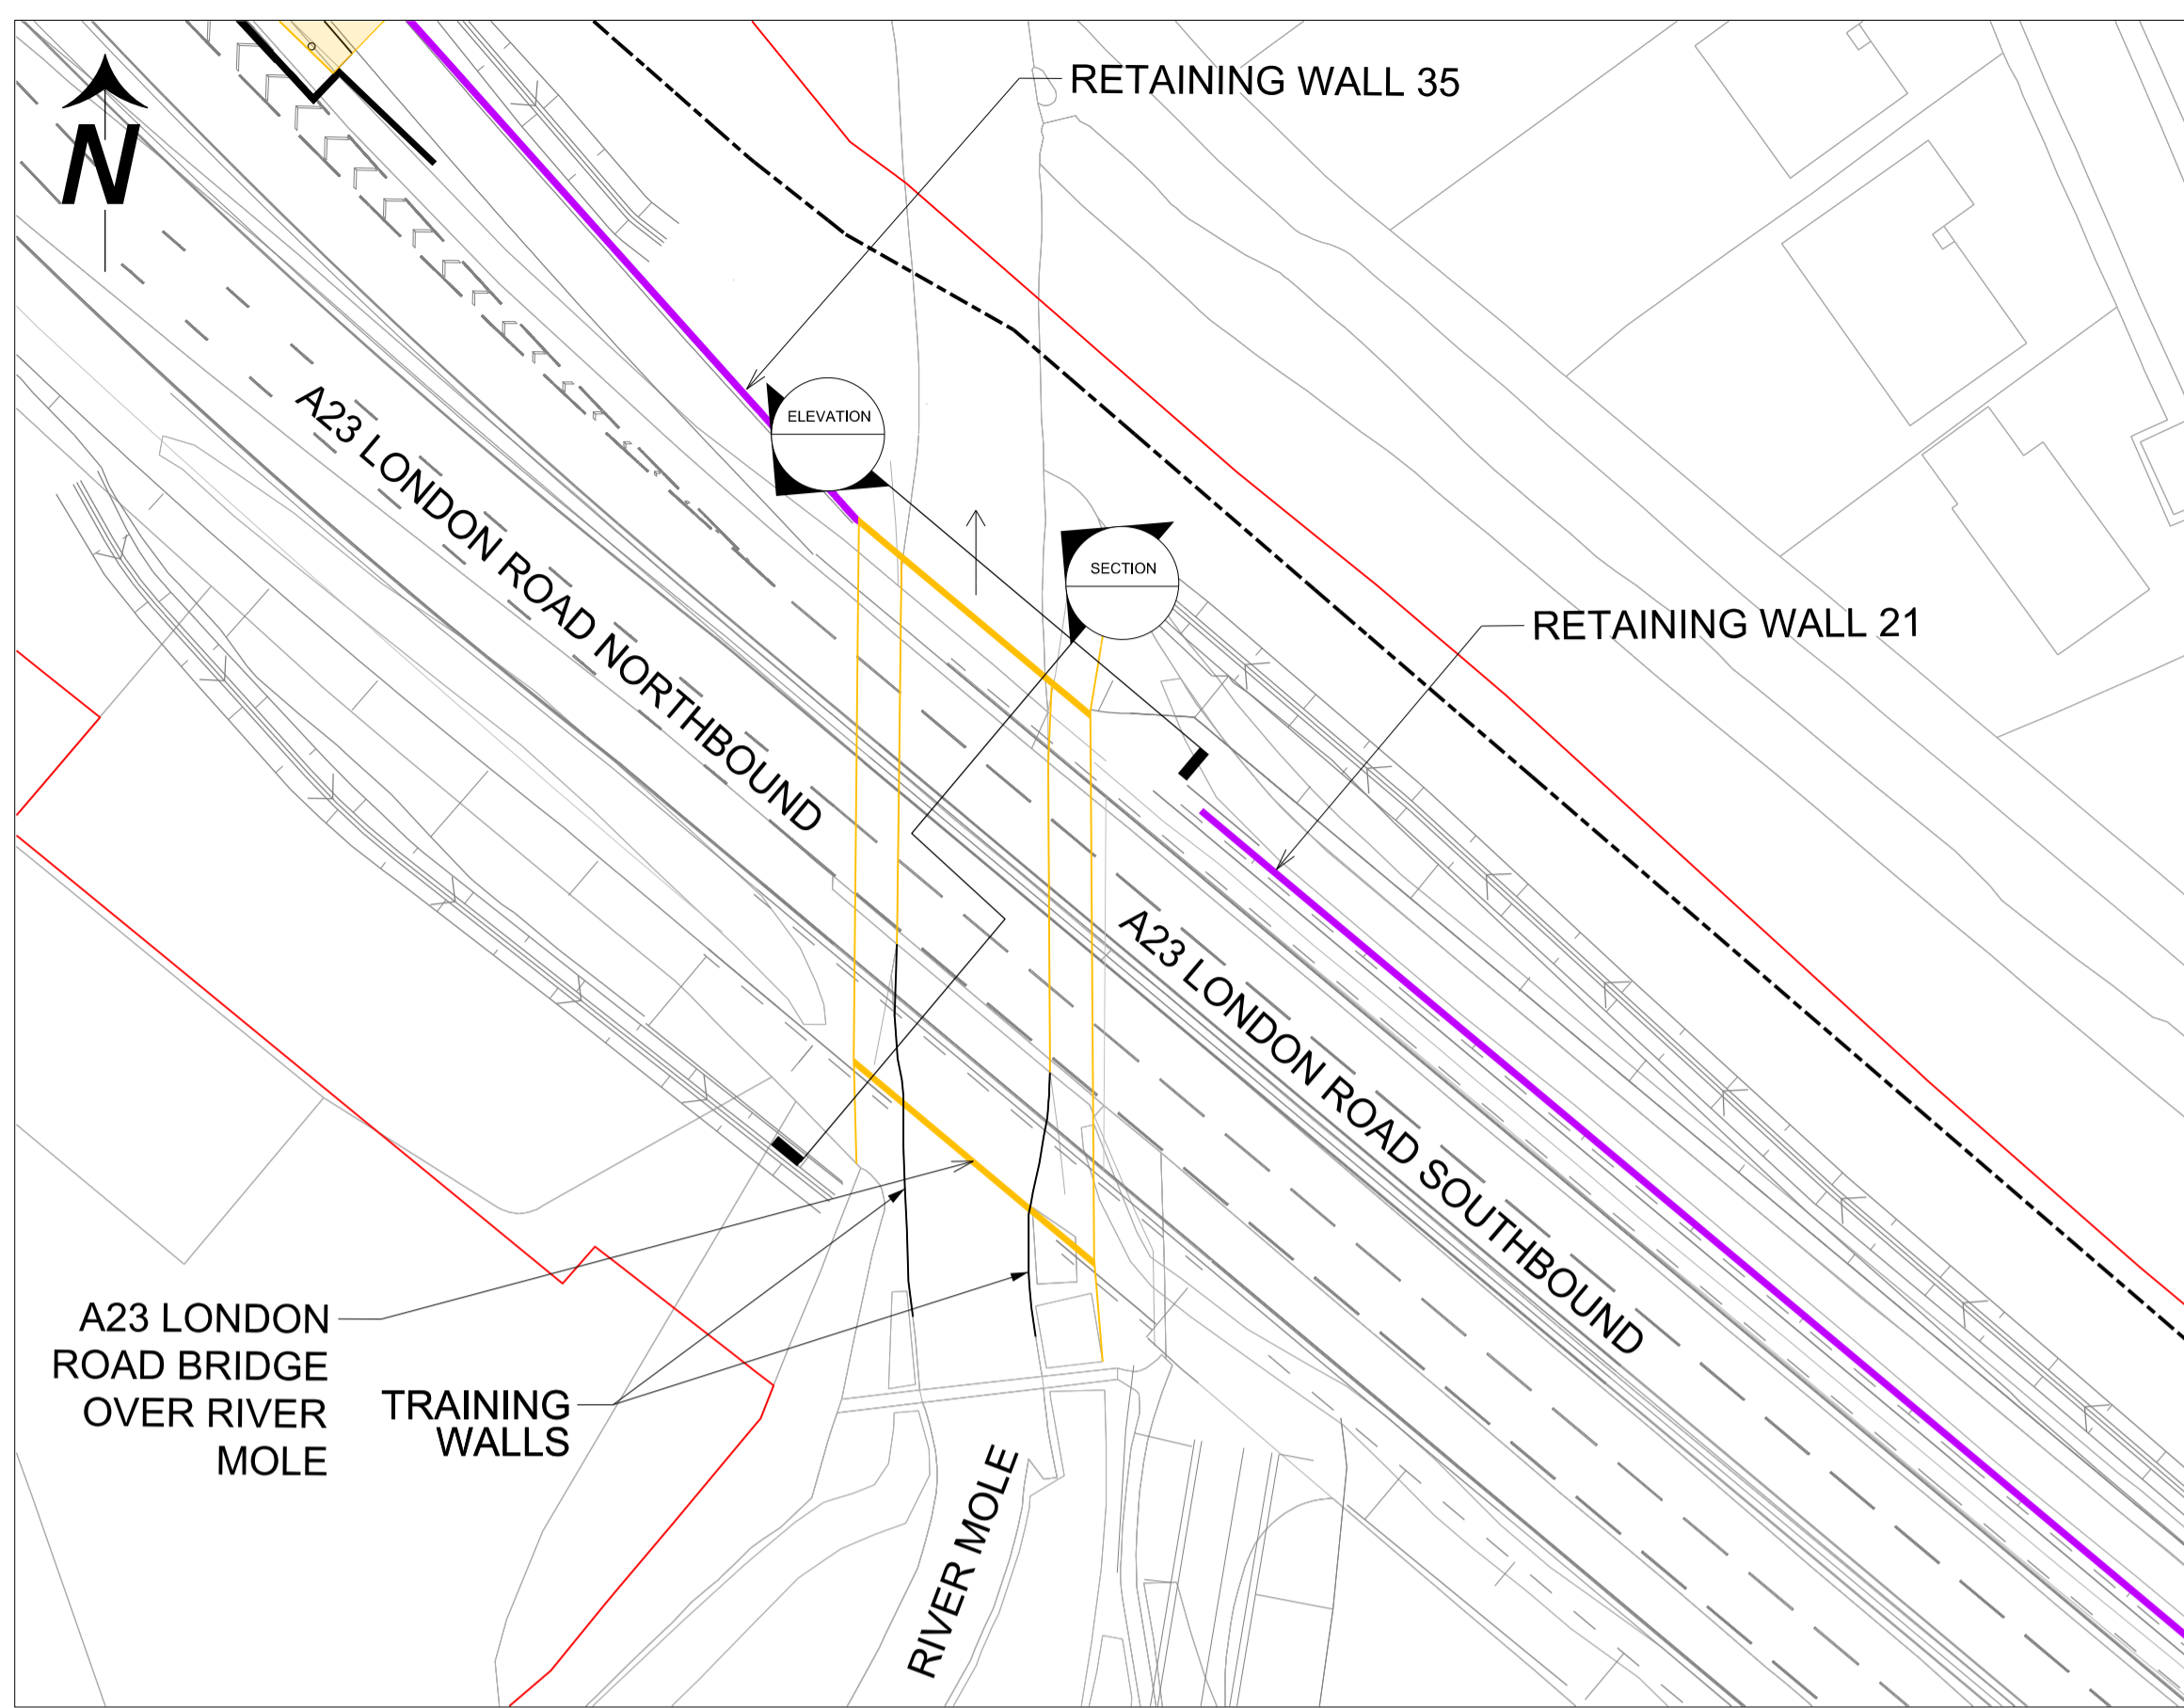 RETAINING WALL 35
N
A23 LONDON ROAD NORTHBOUND
ELEVATION
SECTION
RETAINING WALL 21
A23 LONDON ROAD SOUTHBOUND
A23 LONDON
ROAD BRIDGE
OVER RIVER
MOLE
TRAINING
WALLS
RIVER MOLE